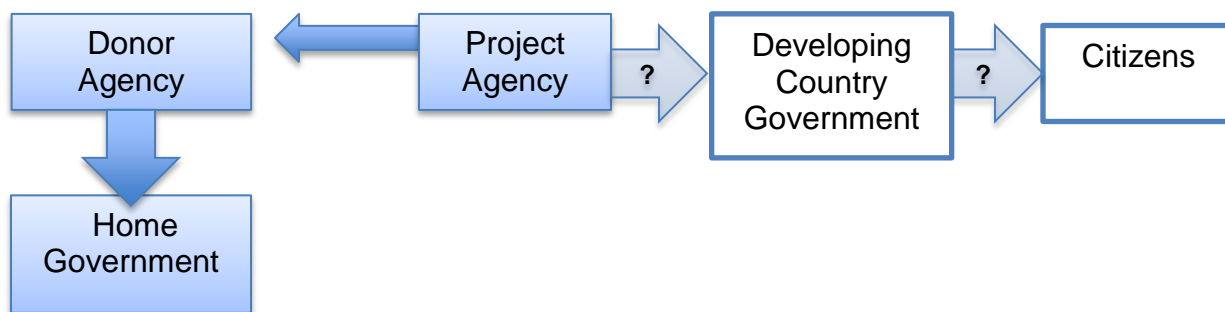 Donor
Agency
Project
Agency
?
Developing
Country
Government
?
Citizens
Home
Government